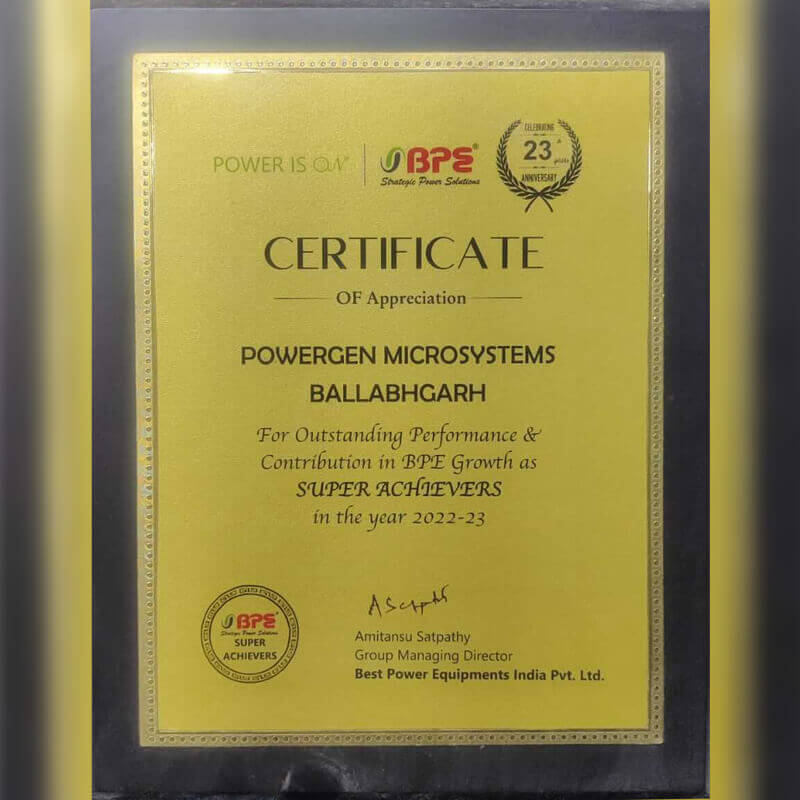 POWER IS ON
BPE®
Strategic Power Solutions
CELEBRATING
23
years
ANNIVERSARY
CERTIFICATE
OF Appreciation
POWERGEN MICROSYSTEMS
BALLABHGARH
For Outstanding Performance &
Contribution in BPE Growth as
SUPER ACHIEVERS
in the year 2022-23
BPE®
Strategic Power Solutions
SUPER
ACHIEVERS
Amitansu Satpathy
Group Managing Director
Best Power Equipments India Pvt. Ltd.